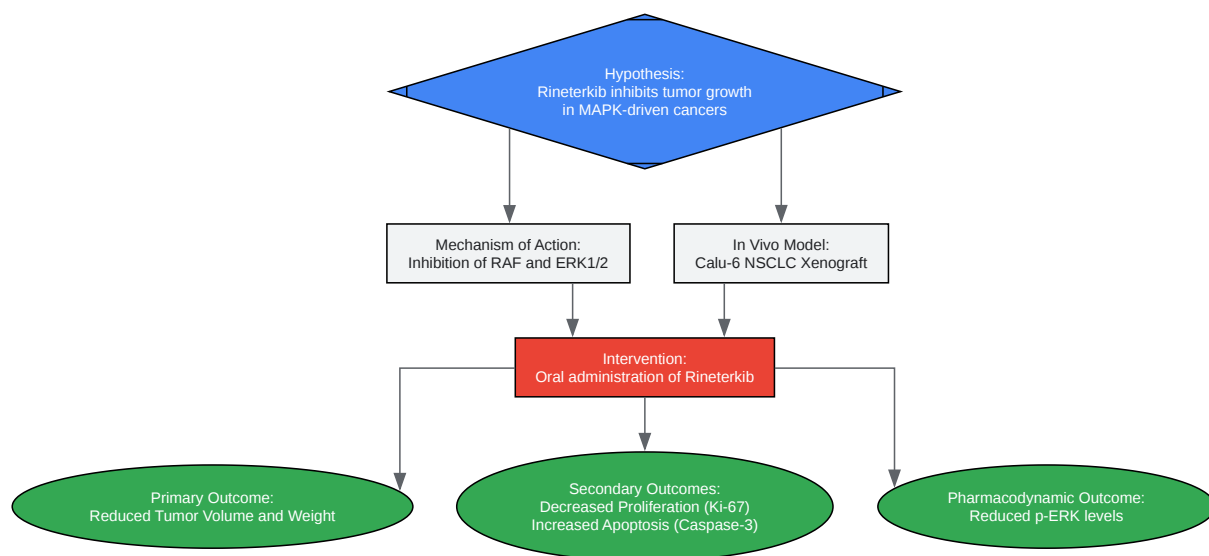 Hypothesis:
Rineterkib inhibits tumor growth
in MAPK-driven cancers
Mechanism of Action:
Inhibition of RAF and ERK1/2
In Vivo Model:
Calu-6 NSCLC Xenograft
Intervention:
Oral administration of Rineterkib
Primary Outcome:
Reduced Tumor Volume and Weight
Secondary Outcomes:
Decreased Proliferation (Ki-67)
Increased Apoptosis (Caspase-3)
Pharmacodynamic Outcome:
Reduced p-ERK levels